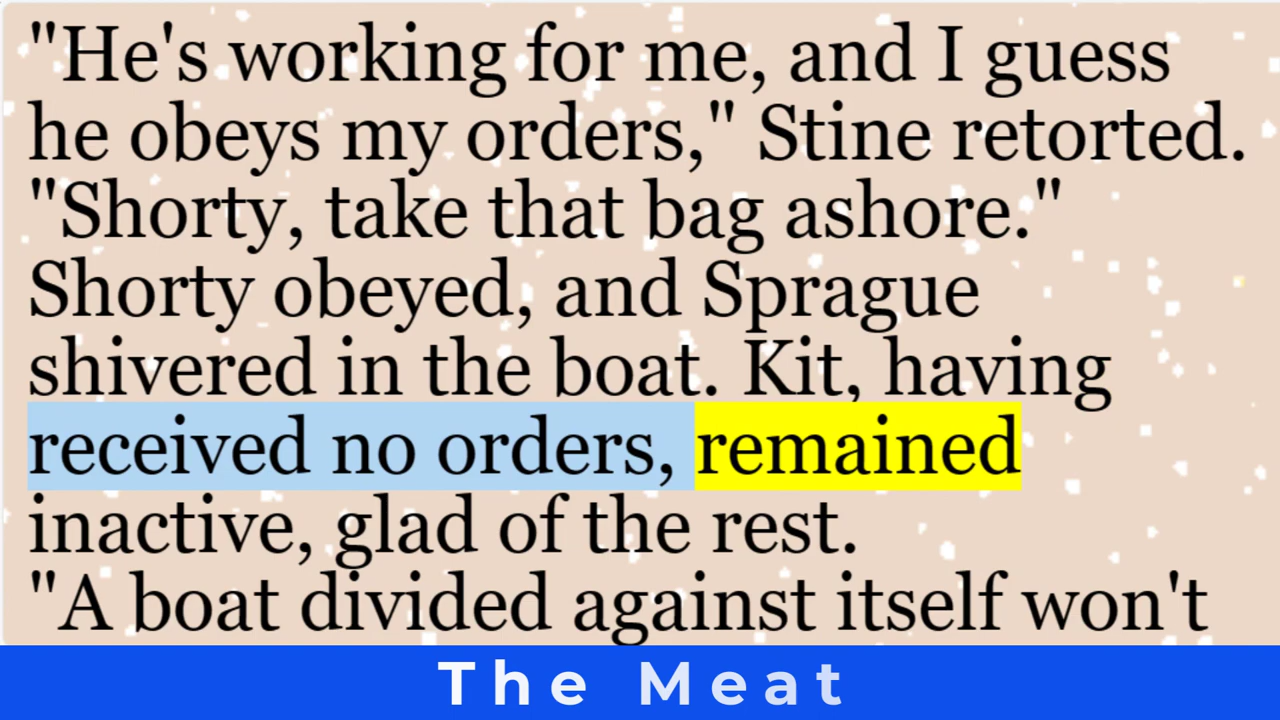 "He's working for me, and I guess
he obeys my orders," Stine retorted.
"Shorty, take that bag ashore."
Shorty obeyed, and Sprague
shivered in the boat. Kit, having
received no orders, remained
inactive, glad of the rest.
"A boat divided against itself won't
The Meat